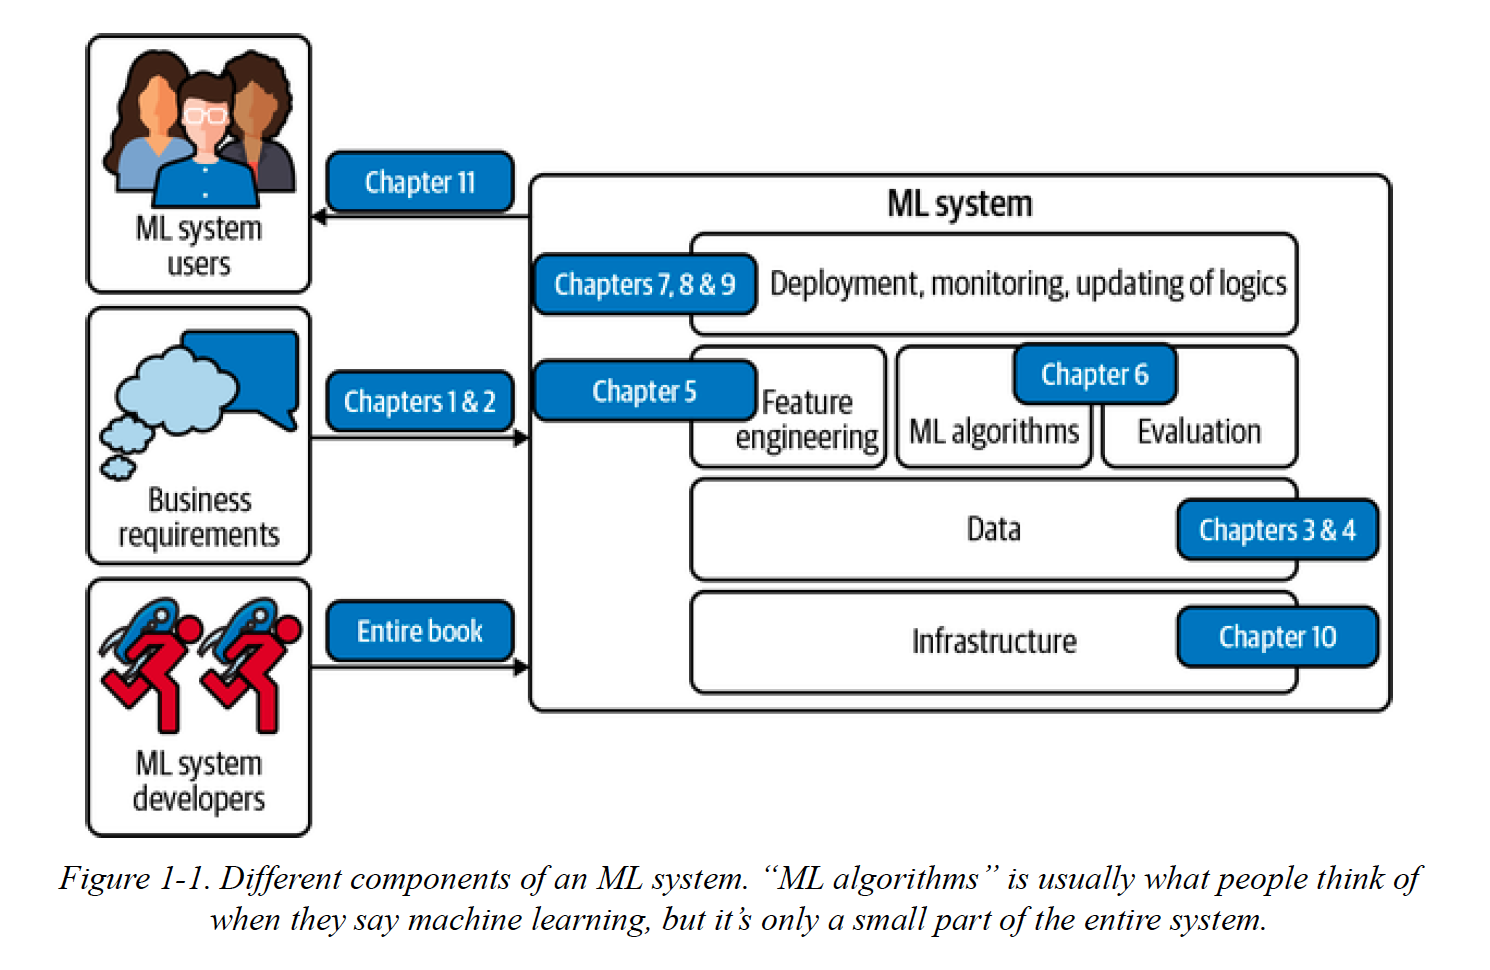 ML system
users
Chapter 11
Business
requirements
Chapters 1 & 2
ML system
developers
Entire book
ML system
Chapters 7, 8 & 9
Deployment, monitoring, updating of logics
Chapter 5
Feature
engineering
Chapter 6
ML algorithms
Evaluation
Data
Chapters 3 & 4
Infrastructure
Chapter 10
Figure 1-1. Different components of an ML system. “ML algorithms” is usually what people think of
when they say machine learning, but it’s only a small part of the entire system.